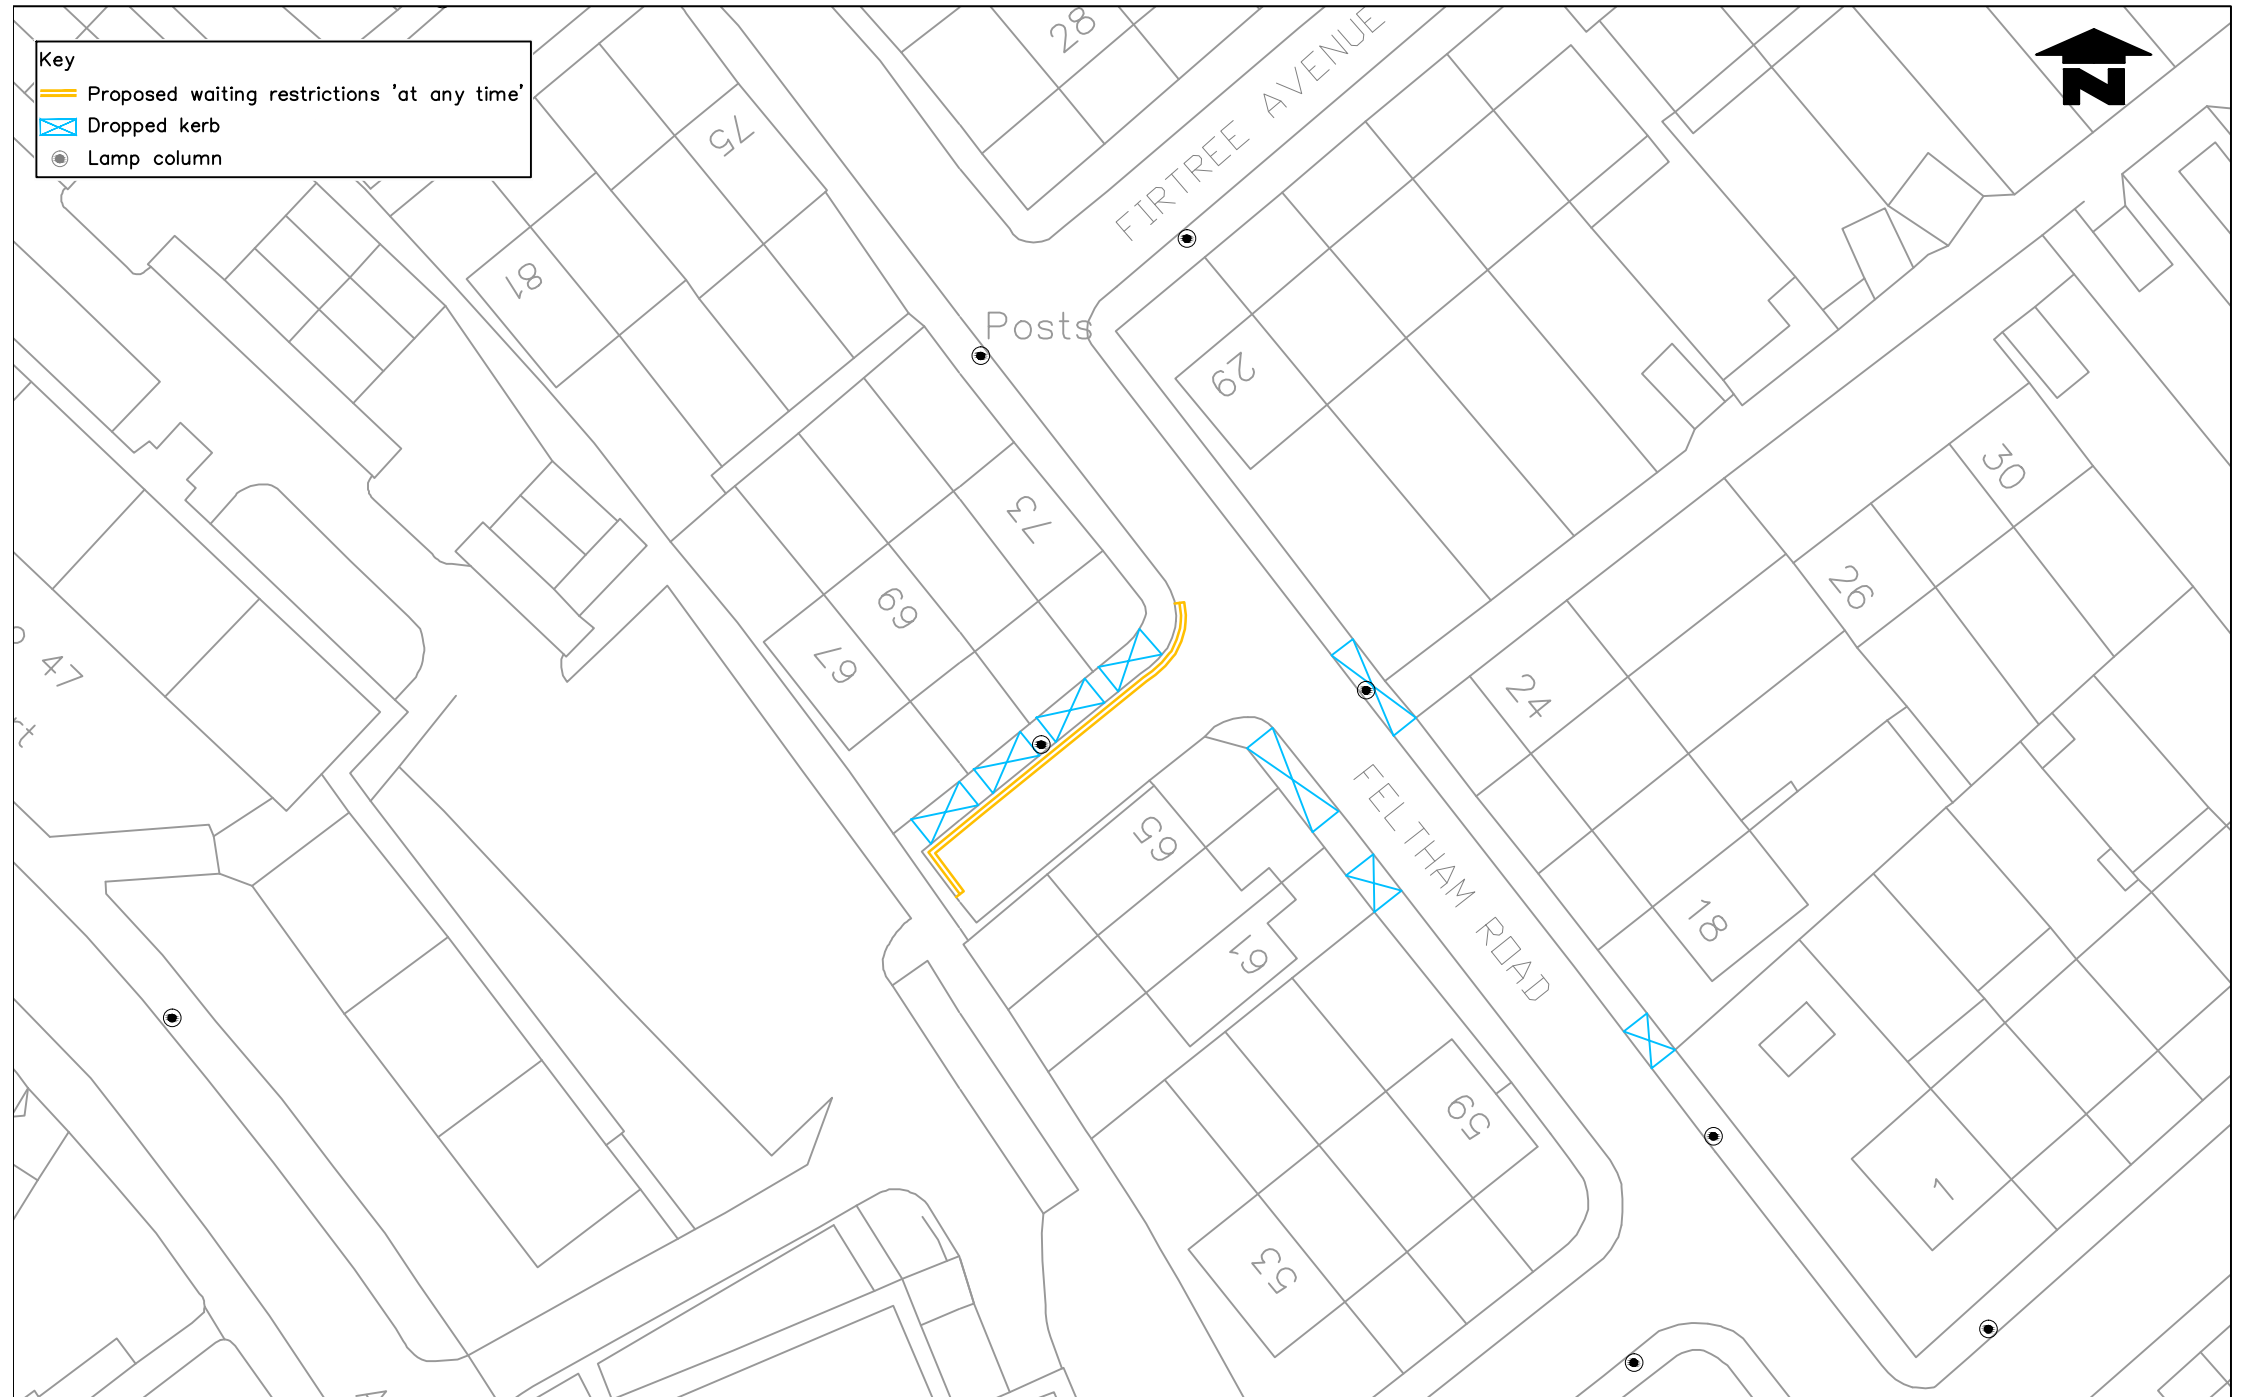 Key
Proposed waiting restrictions 'at any time'
Dropped kerb
Lamp column
N
28
FIRTREE AVENUE
75
81
Posts
29
30
73
26
69
67
47
24
65
FELTHAM ROAD
18
61
59
1
53